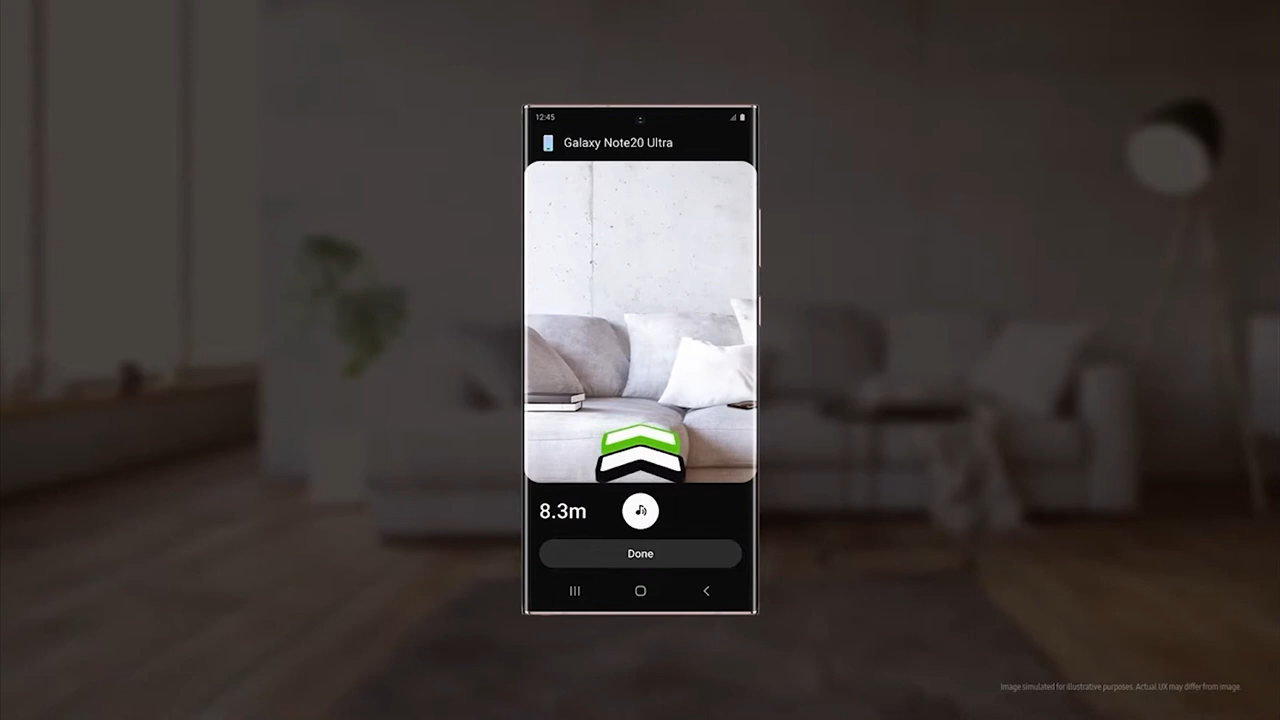 12:45
Galaxy Note20 Ultra
8.3m
Done
Image simulated for illustrative purposes. Actual UX may differ from image.